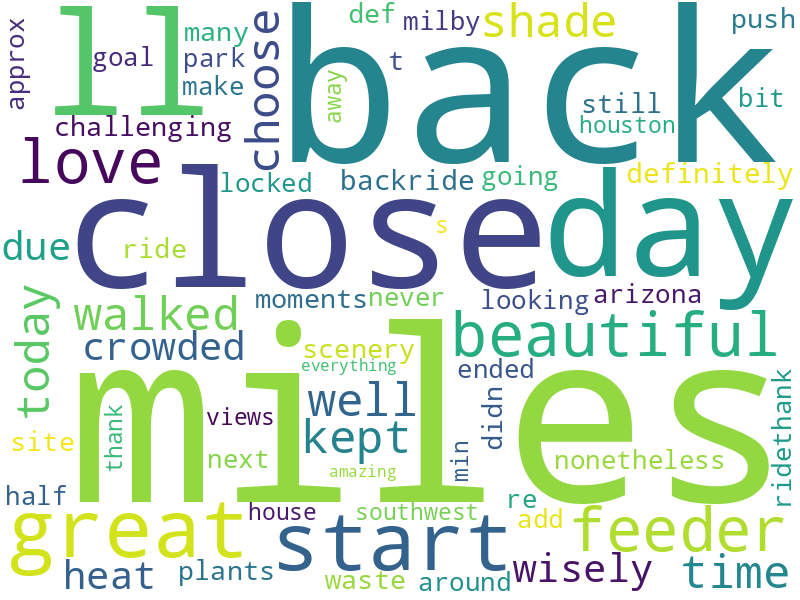 approx
many
goal
park
make
ll
choose
def
milby
shade
push
t
away
back
still
houston
bit
challenging
love
locked
backride
going
definitely
close
day
due
ride
s
moments
never
looking
arizona
today
walked
crowded
scenery
everything
beautiful
miles
well
kept
ended
didn
ridethank
thank
views
site
next
amazing
min
nonetheless
half
house
southwest
re
add
great
start
feeder
heat
plants
waste
around
wisely
time